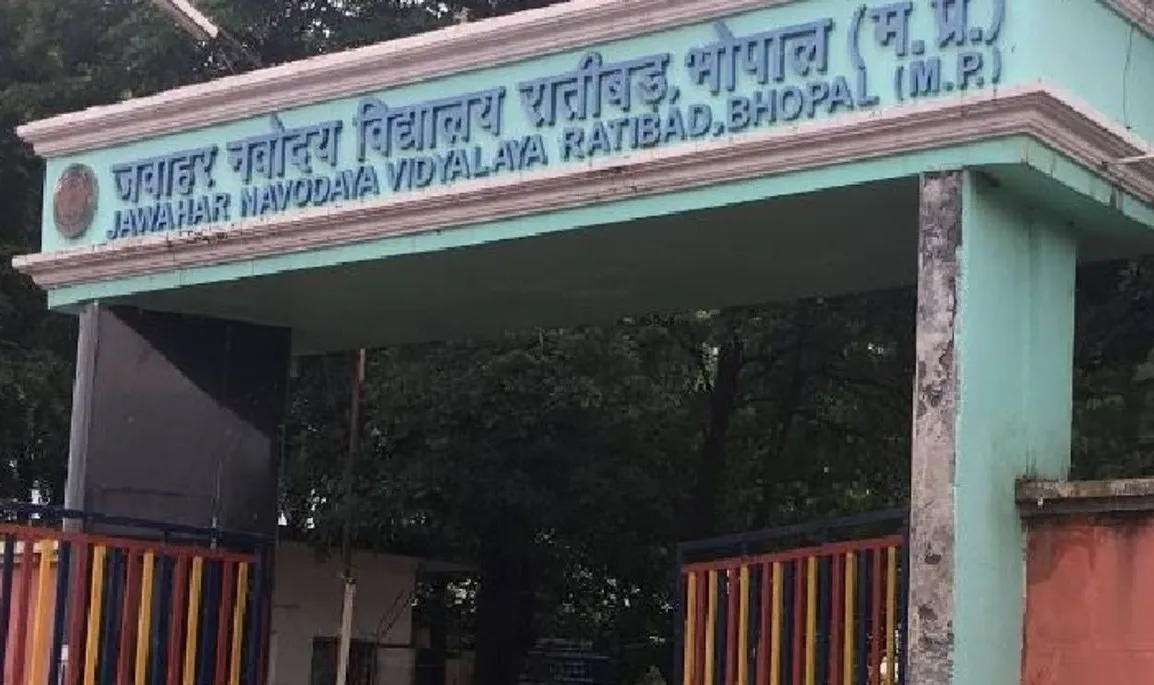 जवाहर नवोदय विद्यालय रातीबड़, भोपाल (म. प्र.)
JAWAHAR NAVODAYA VIDYALAYA RATIBAD, BHOPAL (M.P.)